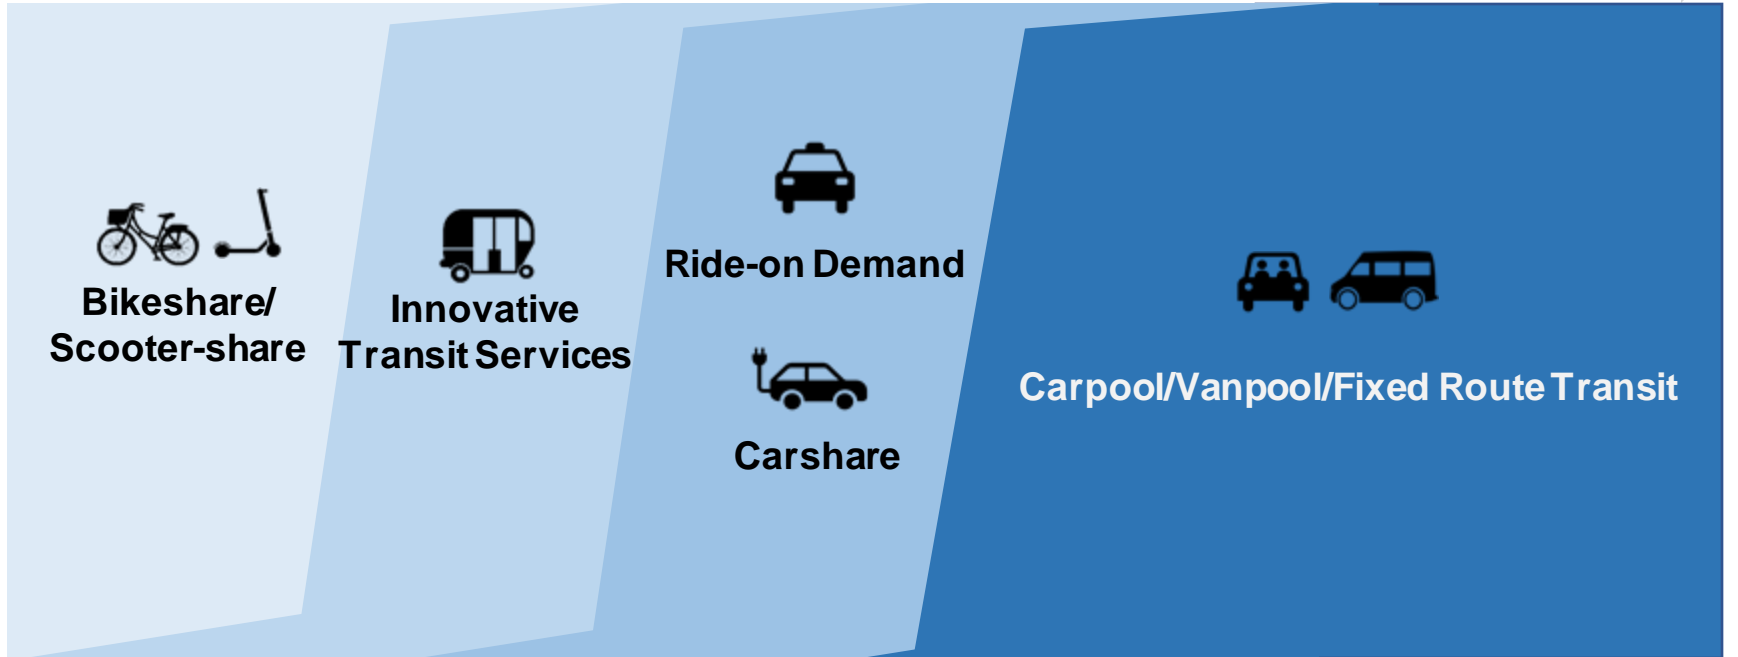 Bikeshare/
Scooter-share
Innovative
Transit Services
Ride-on Demand
Carshare
Carpool/Vanpool/Fixed Route Transit